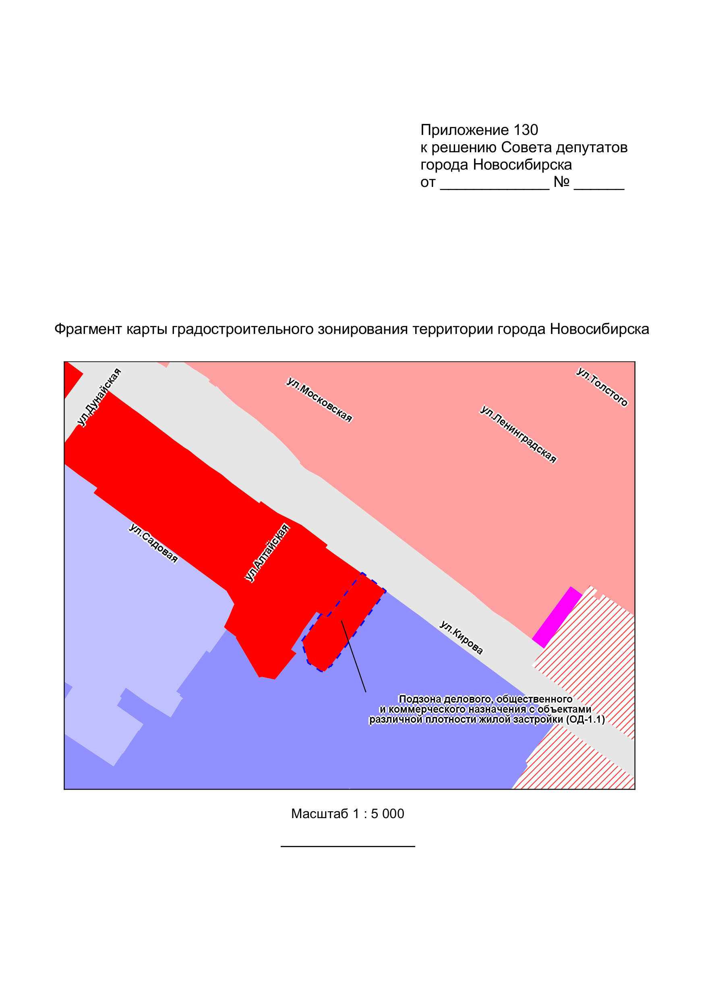 Приложение 130
к решению Совета депутатов
города Новосибирска
от _____________ № ______
Фрагмент карты градостроительного зонирования территории города Новосибирска
ул.Дунайская
ул.Московская
ул.Толстого
ул.Ленинградская
ул.Садовая
ул.Алтайская
ул.Кирова
Подзона делового, общественного
и коммерческого назначения с объектами
различной плотности жилой застройки (ОД-1.1)
Масштаб 1 : 5 000